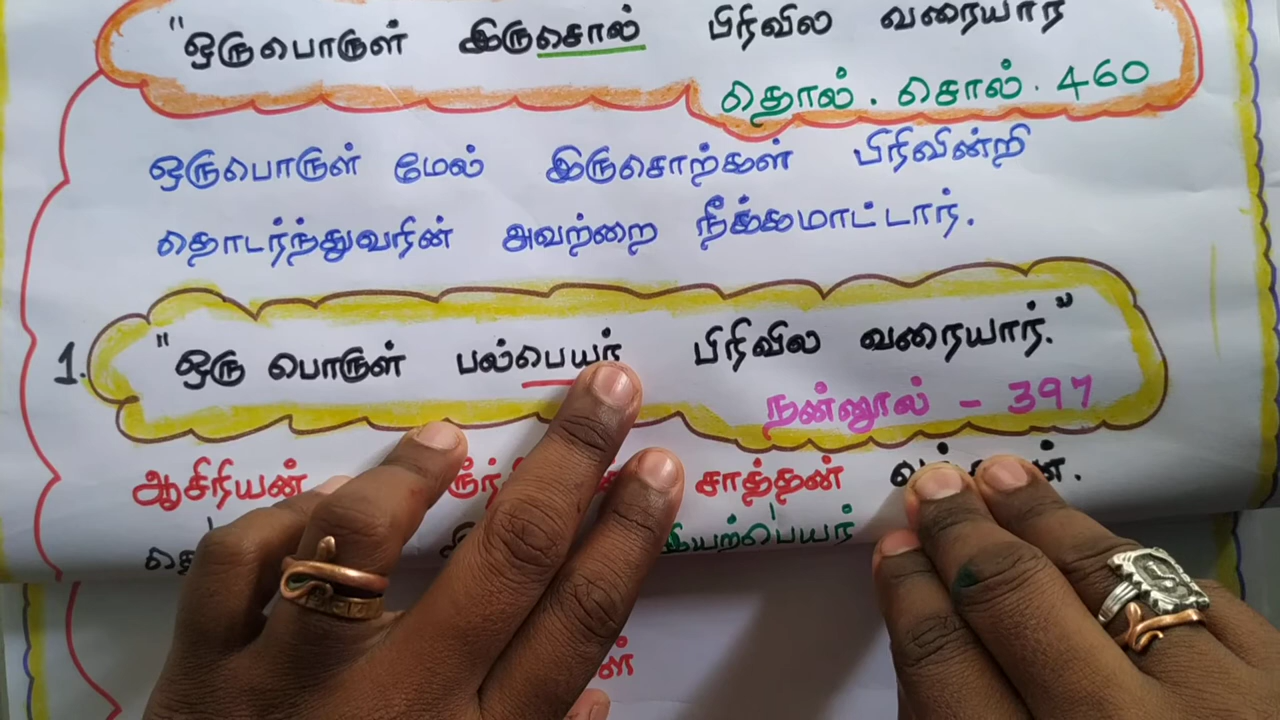 "ஒருபொருள் இருசொல் பிரிவில வரையார்
தொல். சொல். 460
ஒருபொருள் மேல் இருசொற்கள் பிரிவின்றி
தொடர்ந்துவரின் அவற்றை நீக்கமாட்டார்.
1. "ஒரு பொருள் பல்பெயர் பிரிவில வரையார்."
நன்னூல் - 397
ஆசிரியன் சாத்தன்
இயற்பெயர்